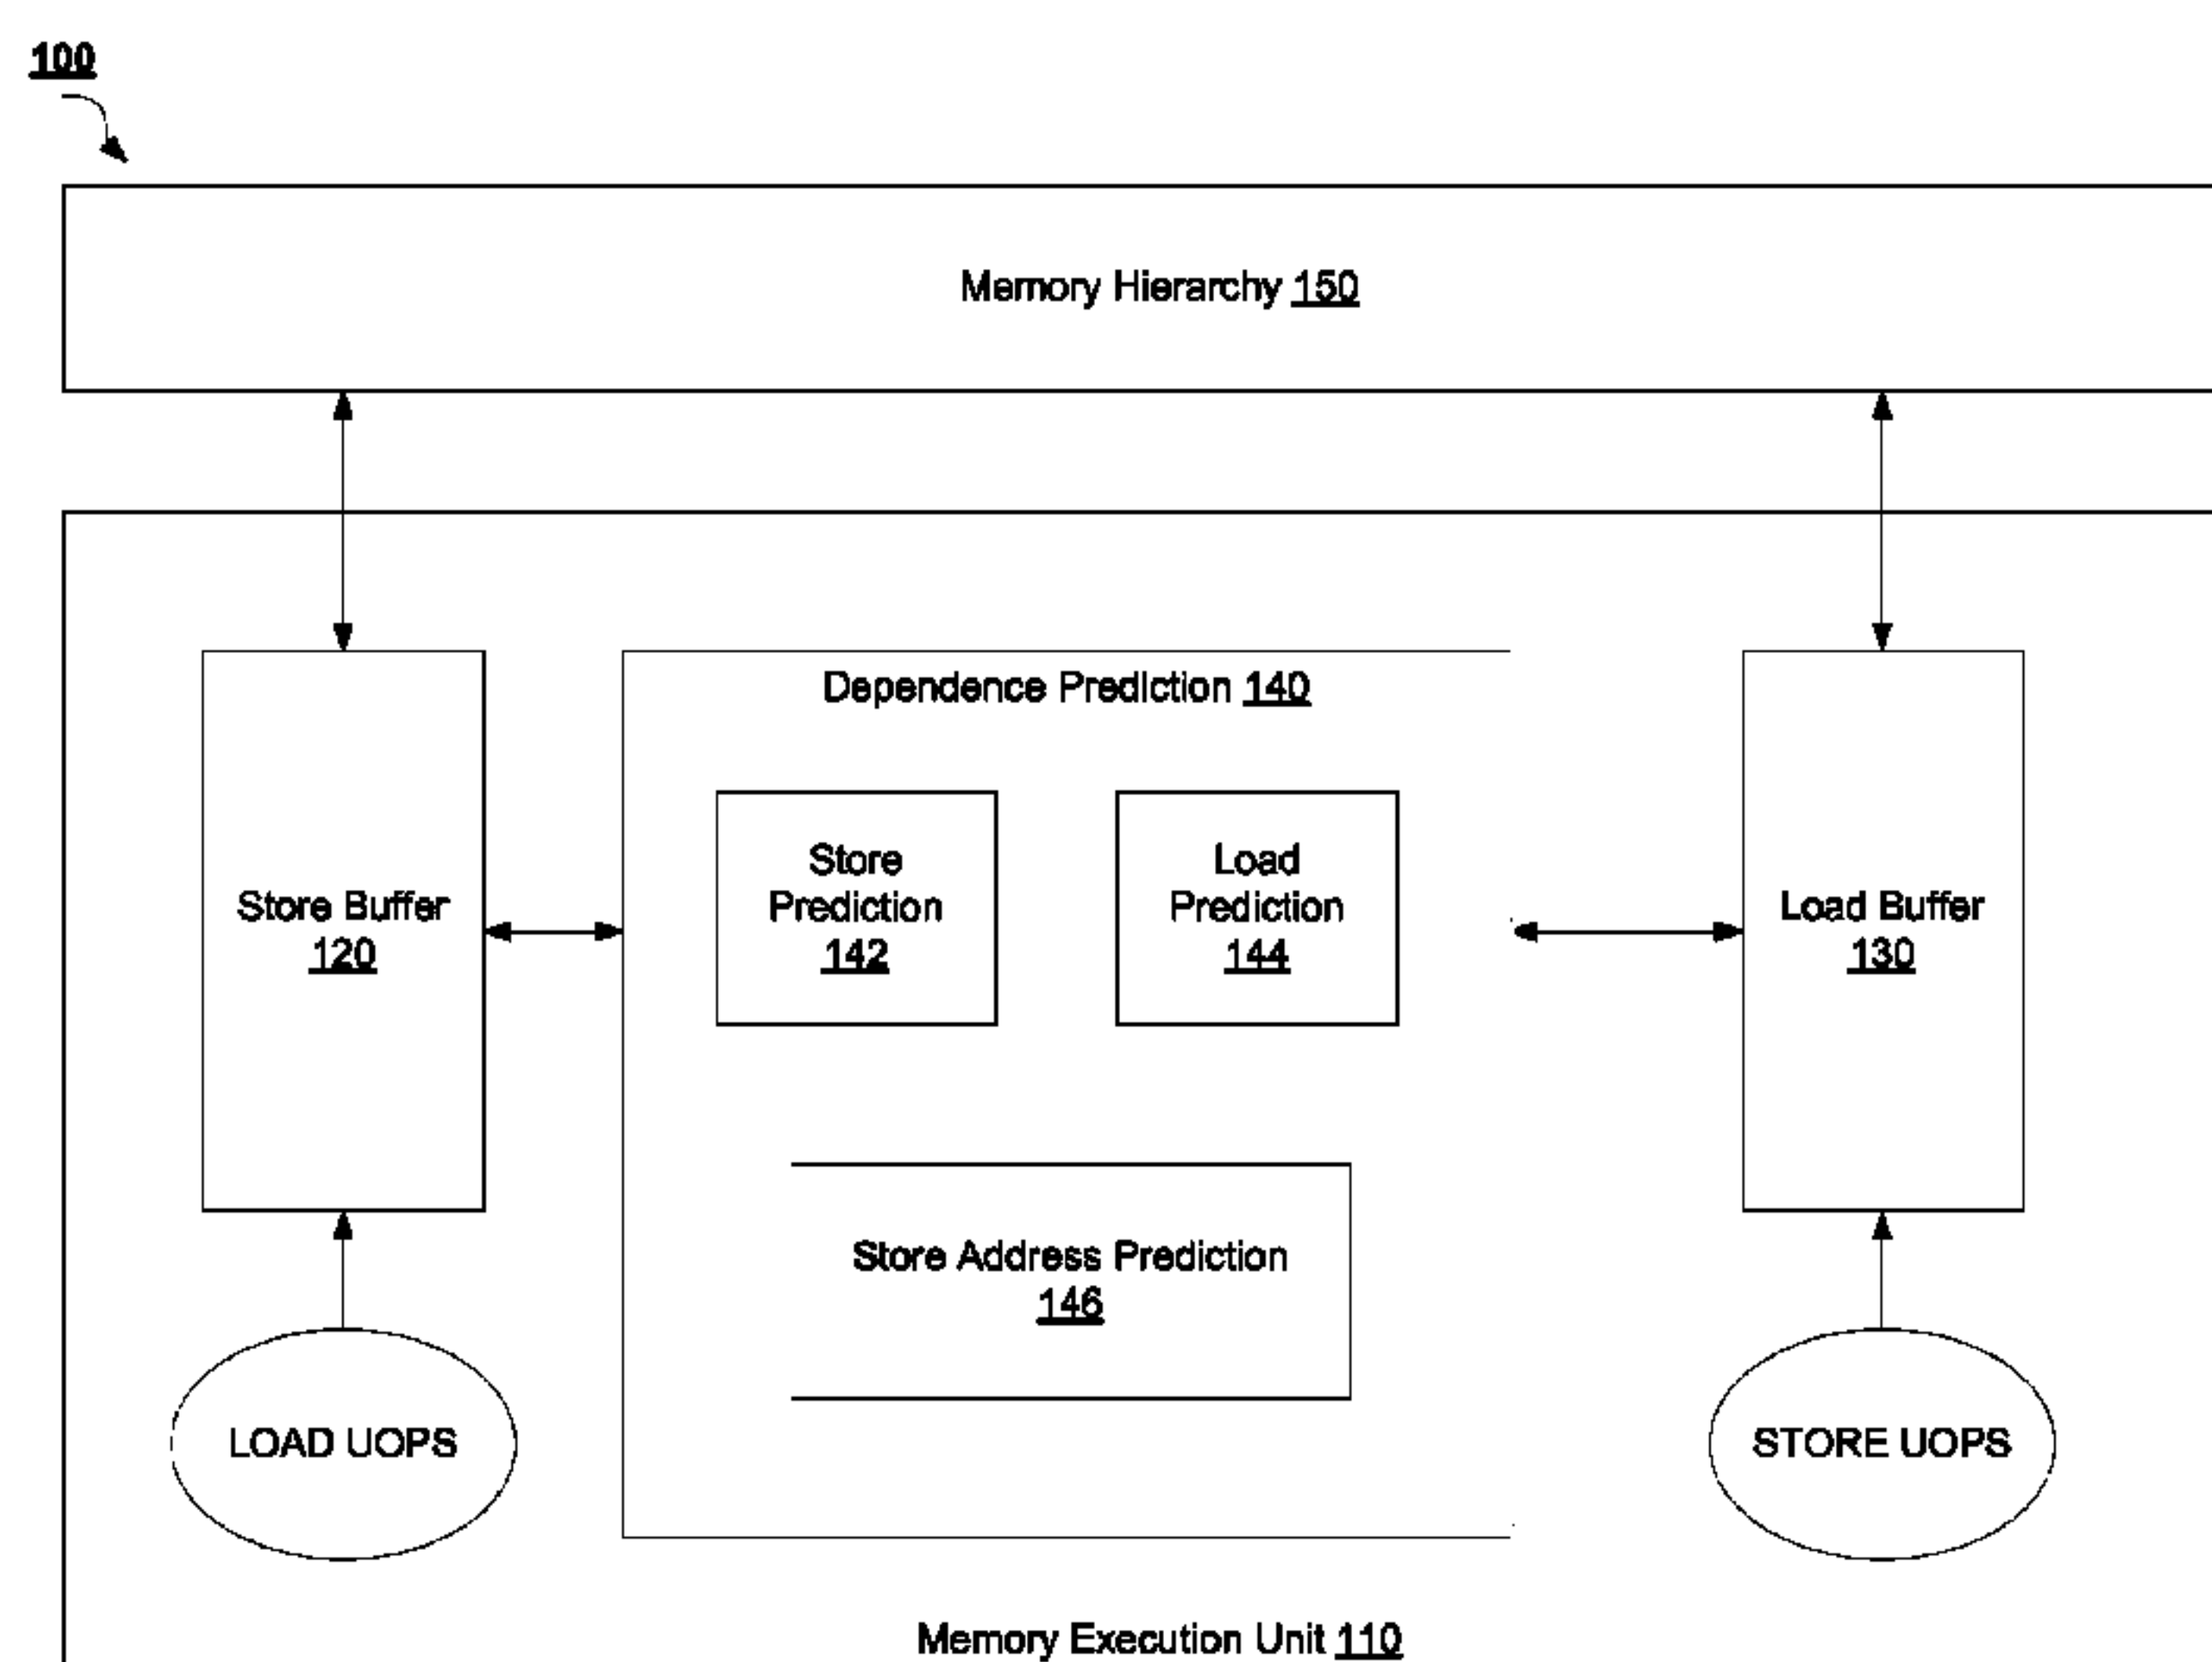 100
Memory Hierarchy 150
Dependence Prediction 140
Store
Prediction
142
Load
Prediction
144
Store Buffer
120
Load Buffer
130
Store Address Prediction
146
LOAD UOPS
STORE UOPS
Memory Execution Unit 110